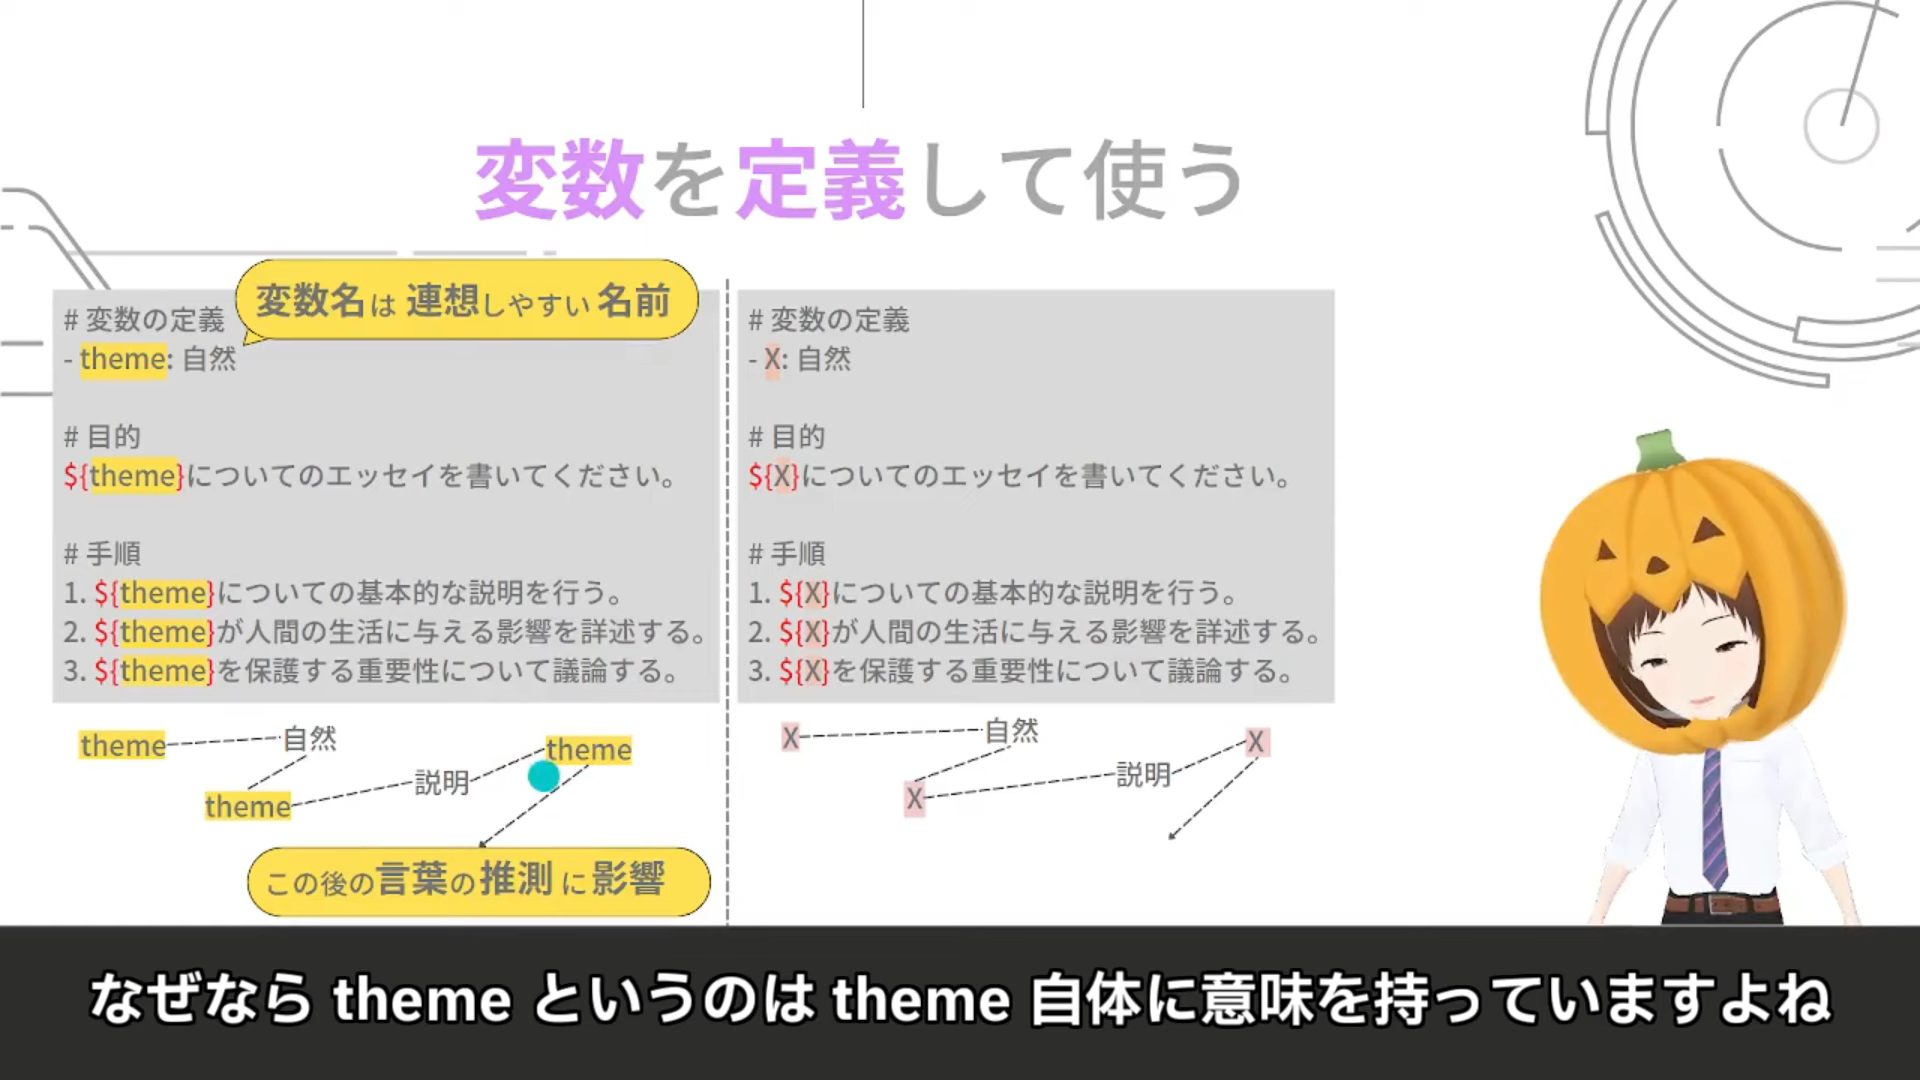 変数を定義して使う
変数名は 連想しやすい 名前
# 変数の定義
- theme: 自然
# 目的
${theme}についてのエッセイを書いてください。
# 手順
1. ${theme}についての基本的な説明を行う。
2. ${theme}が人間の生活に与える影響を詳述する。
3. ${theme}を保護する重要性について議論する。
theme
自然
theme
説明
theme
この後の言葉の推測に影響
# 変数の定義
- X: 自然
# 目的
${X}についてのエッセイを書いてください。
# 手順
1. ${X}についての基本的な説明を行う。
2. ${X}が人間の生活に与える影響を詳述する。
3. ${X}を保護する重要性について議論する。
X
自然
X
説明
X
なぜなら theme というのは theme 自体に意味を持っていますよね